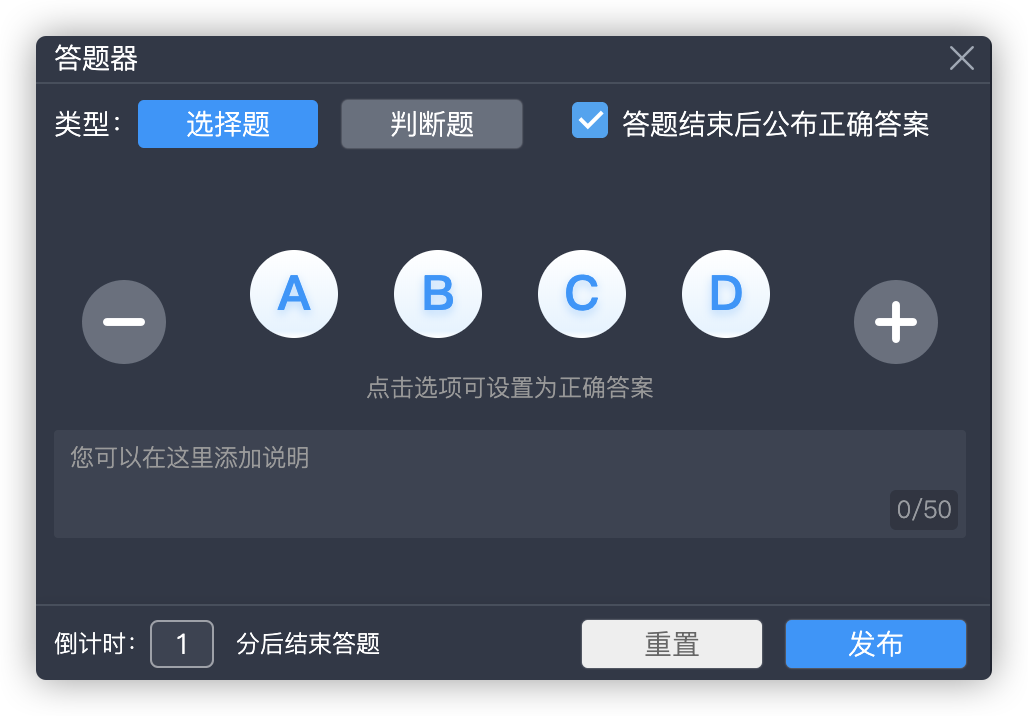 答题器
类型： 选择题 判断题 答题结束后公布正确答案
A B C D
点击选项可设置为正确答案
您可以在这里添加说明
0/50
倒计时： 1 分后结束答题 重置 发布